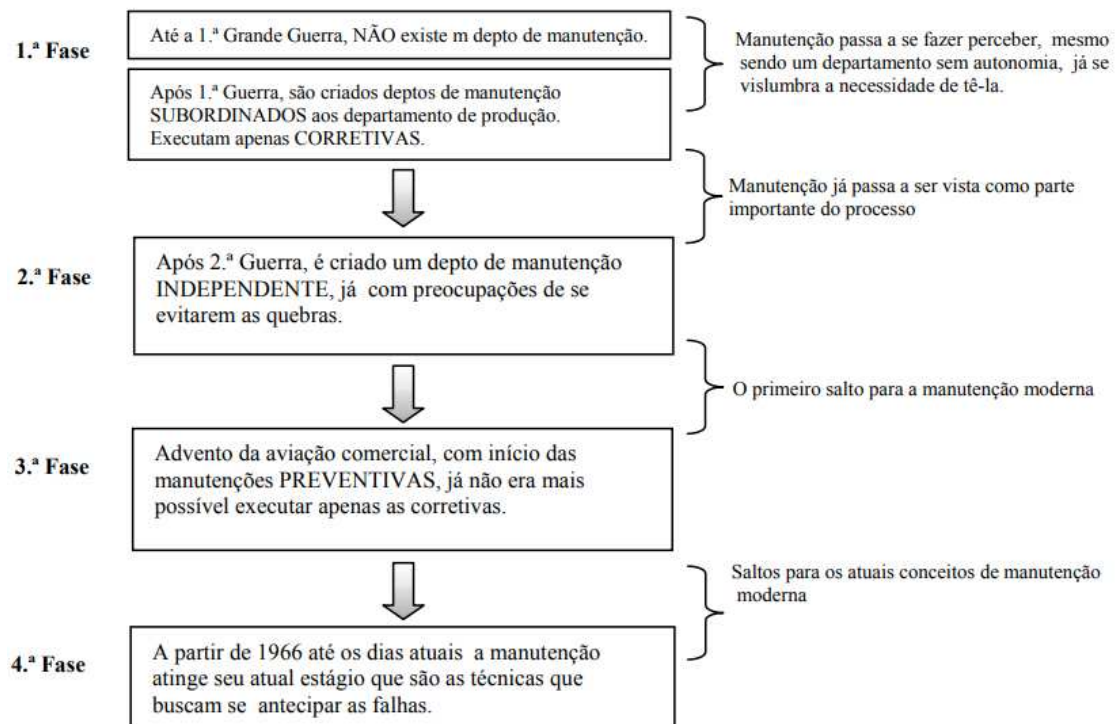 1.ª Fase
Até a 1.ª Grande Guerra, NÃO existe m depto de manutenção.
Após 1.ª Guerra, são criados deptos de manutenção
SUBORDINADOS aos departamento de produção.
Executam apenas CORRETIVAS.
Manutenção passa a se fazer perceber, mesmo
sendo um departamento sem autonomia, já se
vislumbra a necessidade de tê-la.
Manutenção já passa a ser vista como parte
importante do processo
2.ª Fase
Após 2.ª Guerra, é criado um depto de manutenção
INDEPENDENTE, já com preocupações de se
evitarem as quebras.
O primeiro salto para a manutenção moderna
3.ª Fase
Advento da aviação comercial, com início das
manutenções PREVENTIVAS, já não era mais
possível executar apenas as corretivas.
Saltos para os atuais conceitos de manutenção
moderna
4.ª Fase
A partir de 1966 até os dias atuais a manutenção
atinge seu atual estágio que são as técnicas que
buscam se antecipar as falhas.